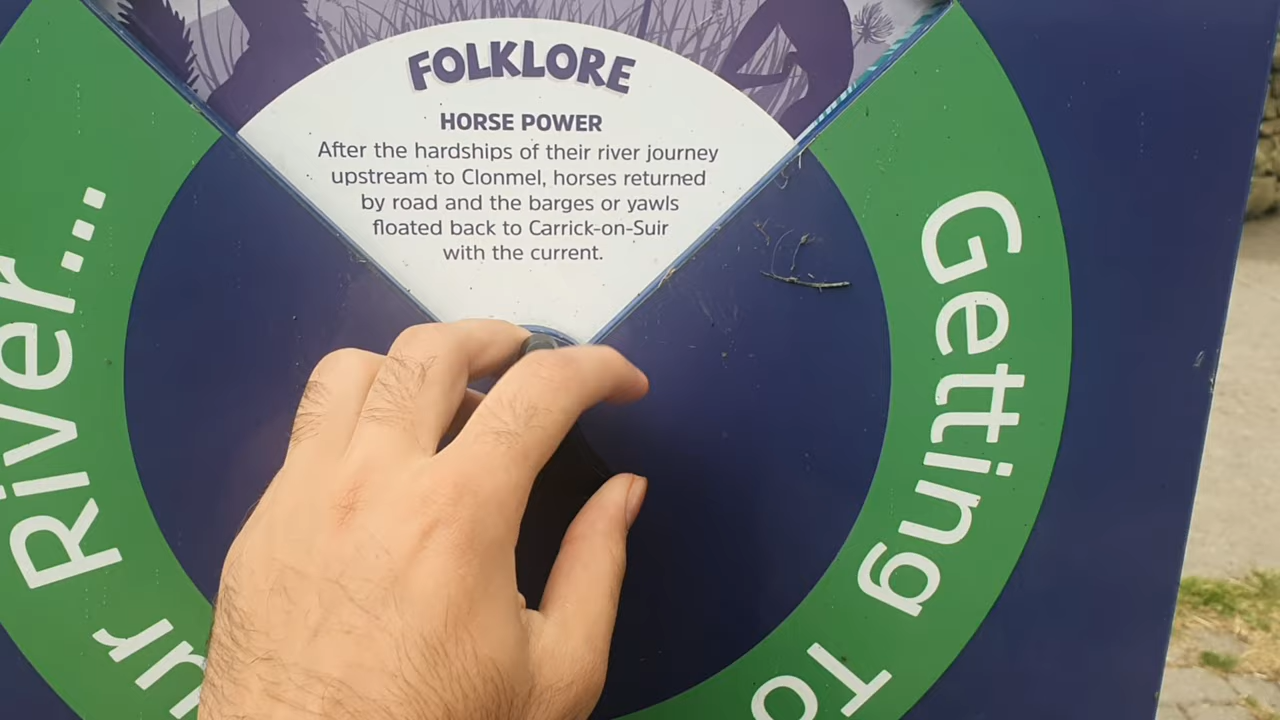 FOLKLORE
HORSE POWER
After the hardships of their river journey
upstream to Clonmel, horses returned
by road and the barges or yawls
floated back to Carrick-on-Suir
with the current.
Getting To
ur River...